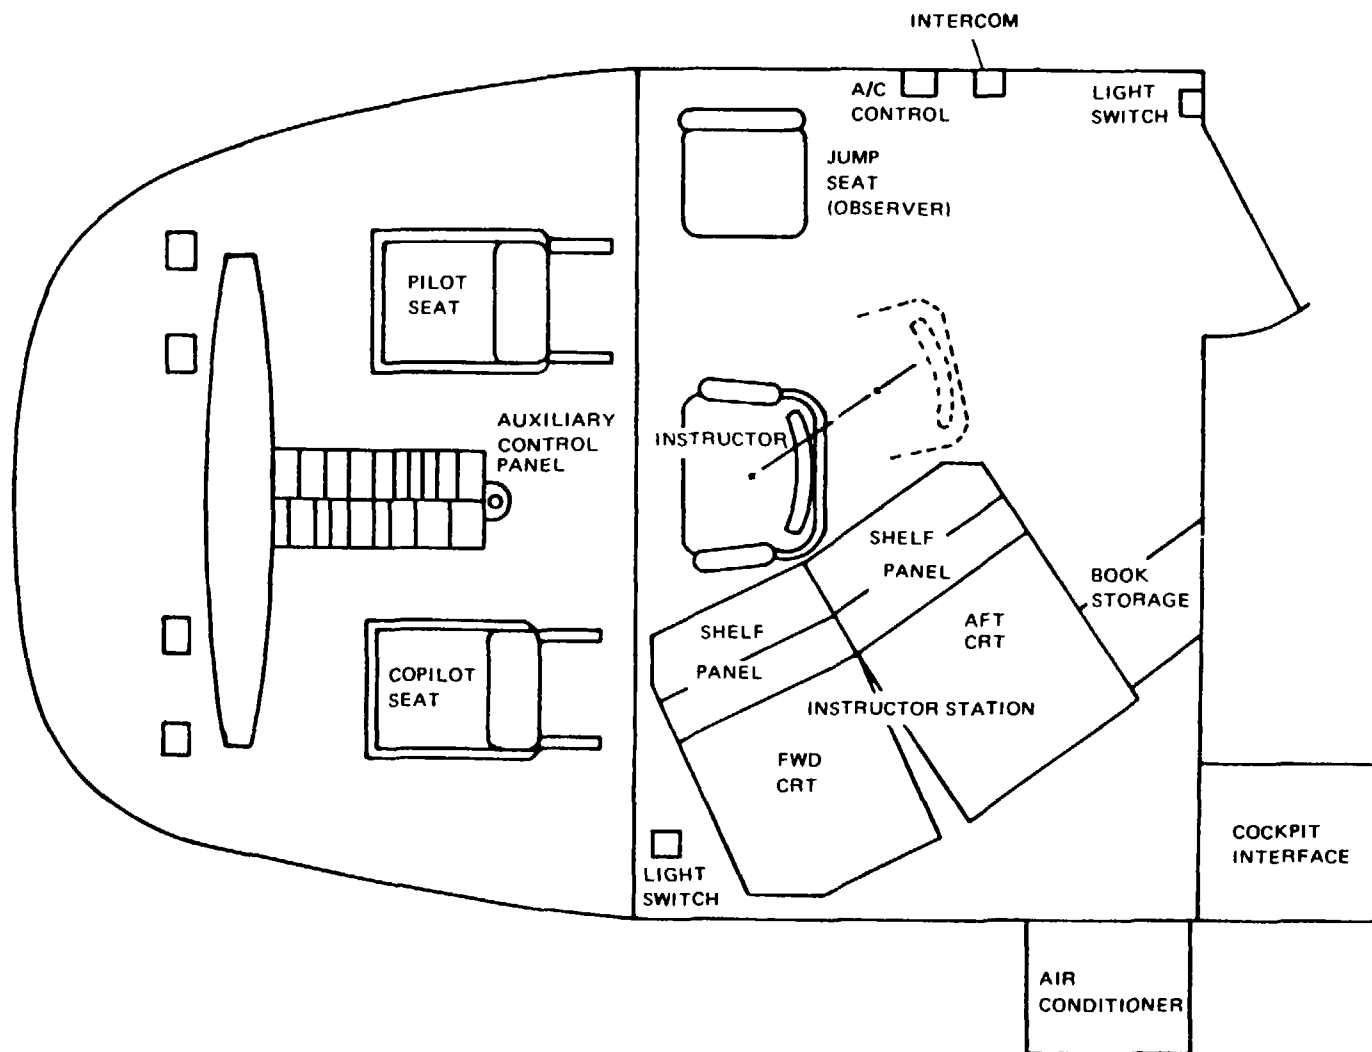 INTERCOM
A/C
CONTROL
LIGHT
SWITCH
JUMP
SEAT
(OBSERVER)
PILOT
SEAT
AUXILIARY
CONTROL
PANEL
INSTRUCTOR
SHELF
PANEL
BOOK
STORAGE
AFT
CRT
SHELF
PANEL
COPILOT
SEAT
INSTRUCTOR STATION
FWD
CRT
COCKPIT
INTERFACE
LIGHT
SWITCH
AIR
CONDITIONER